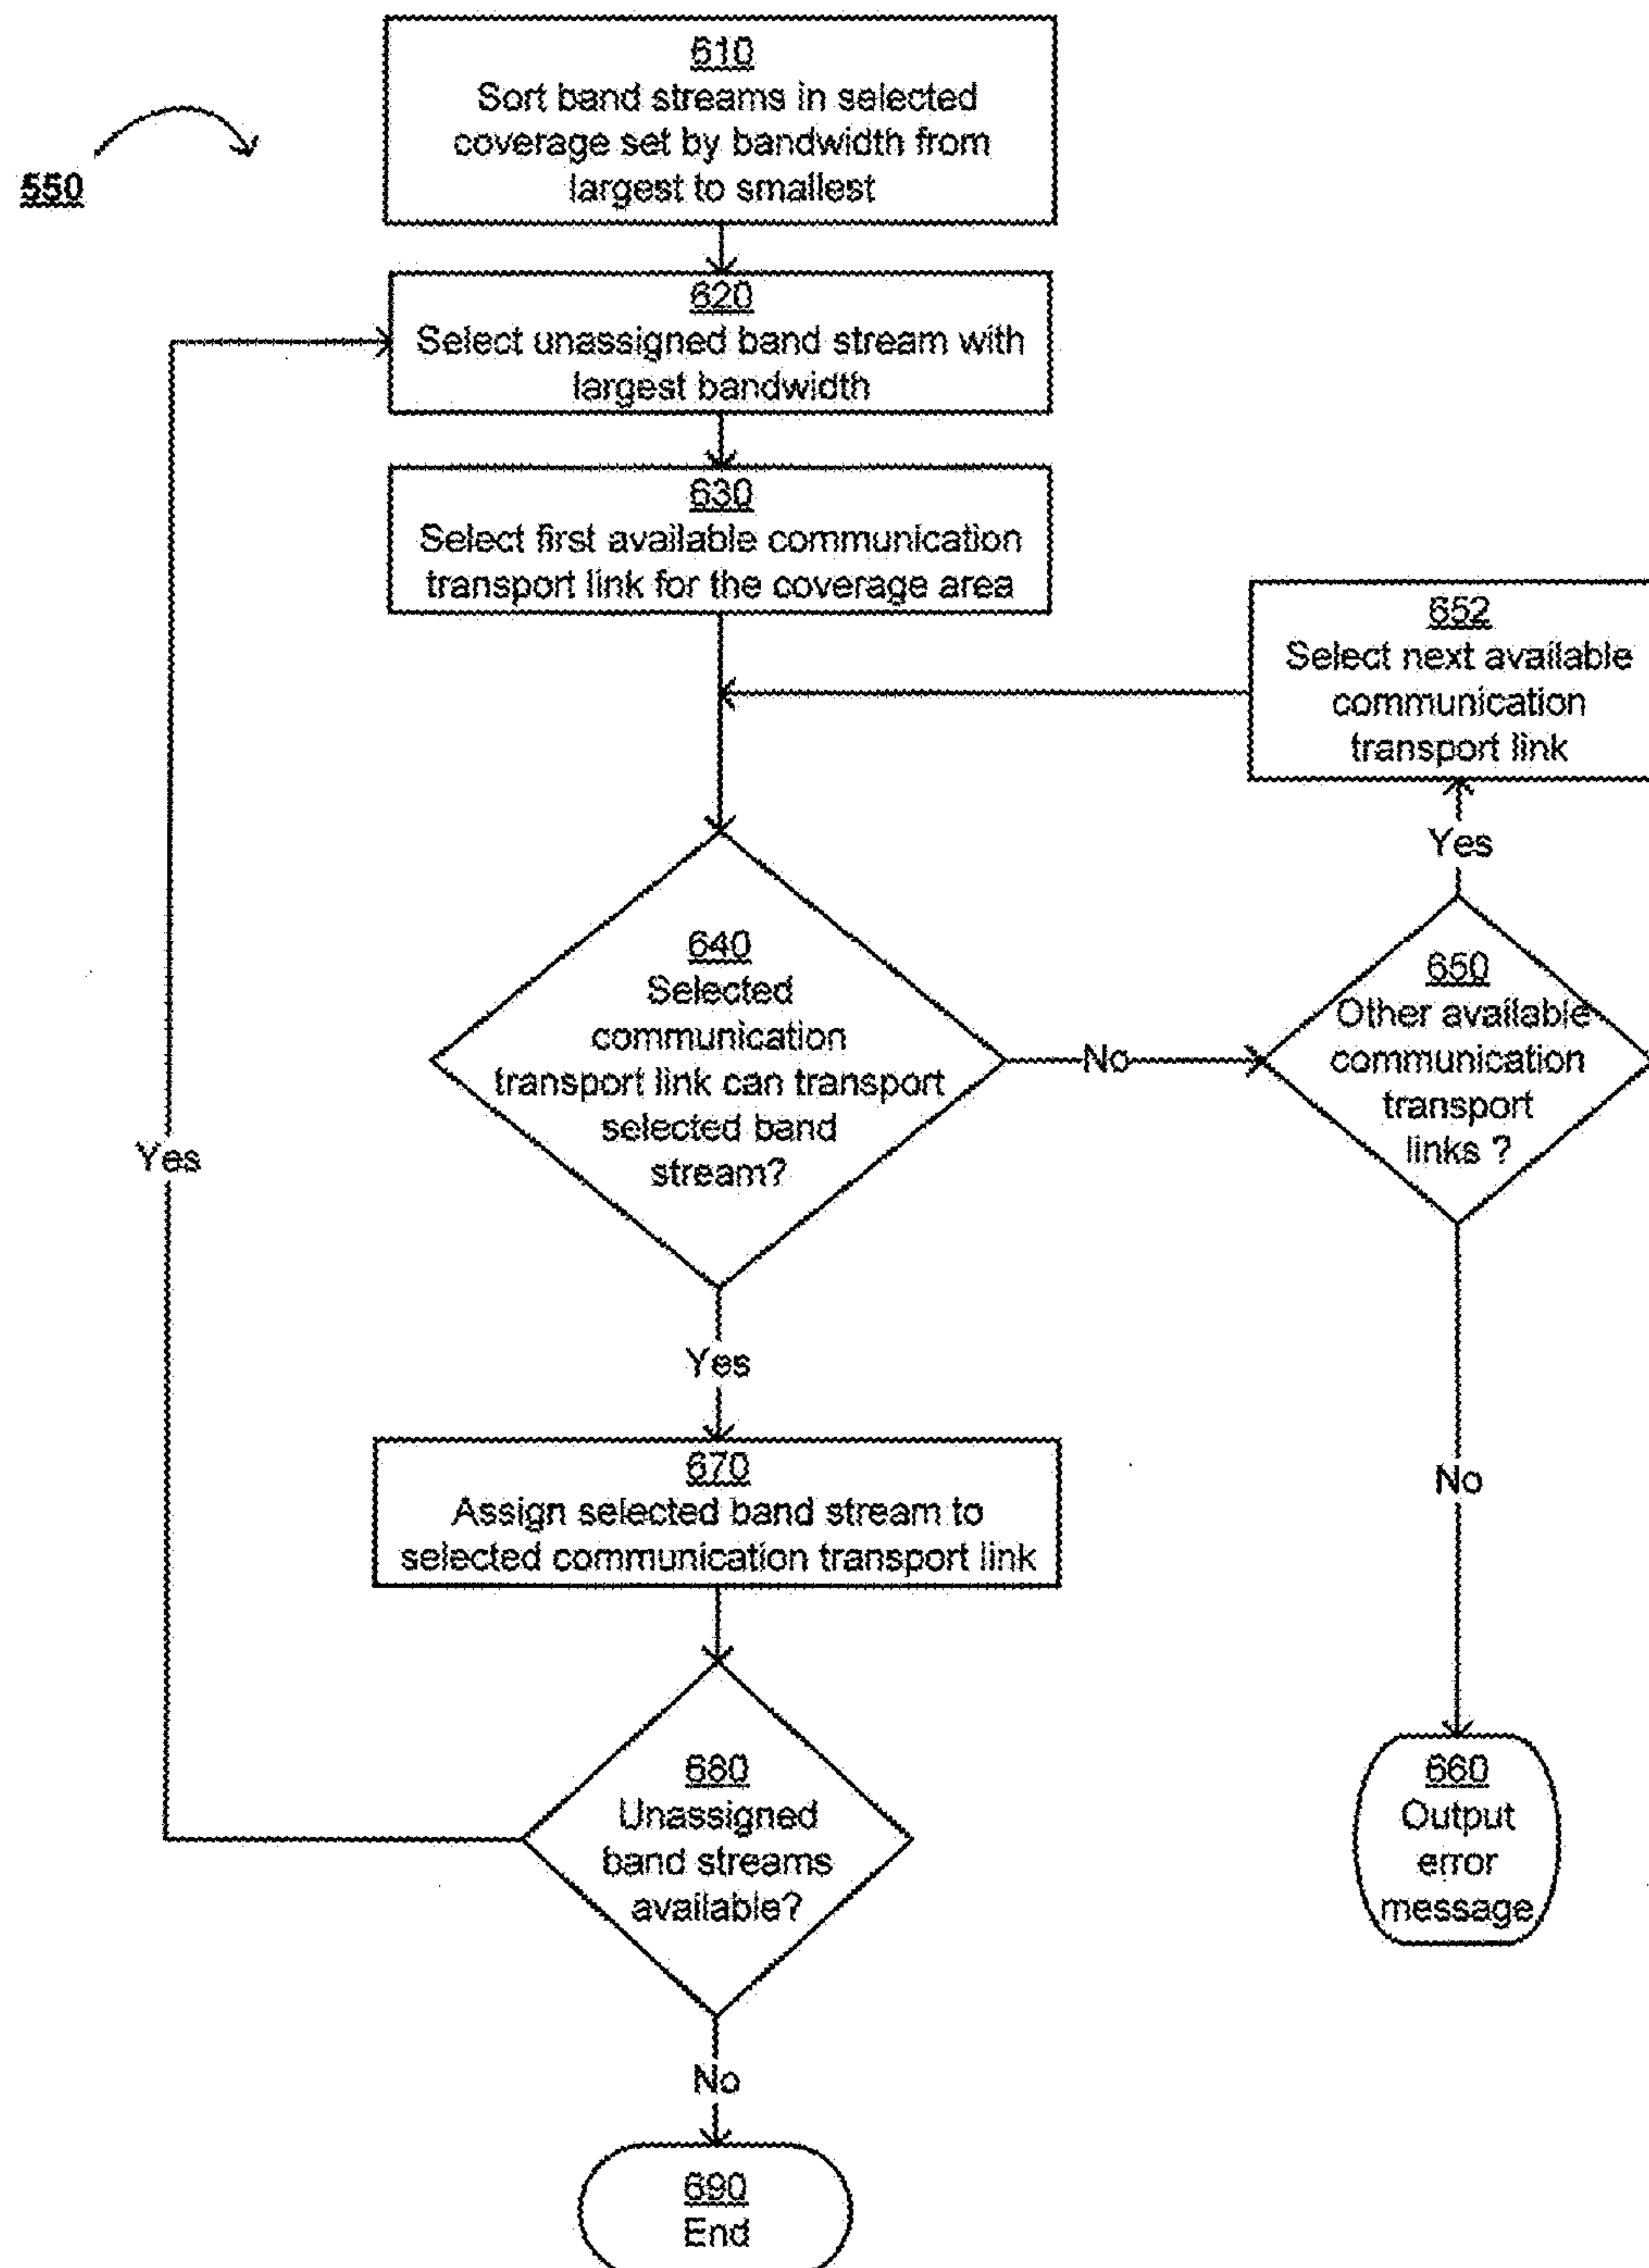 610
Sort band streams in selected
coverage set by bandwidth from
largest to smallest
550
620
Select unassigned band stream with
largest bandwidth
630
Select first available communication
transport link for the coverage area
652
Select next available
communication
transport link
Yes
640
Selected
communication
transport link can transport
selected band
stream?
No
650
Other available
communication
transport
links ?
Yes
Yes
No
670
Assign selected band stream to
selected communication transport link
680
Unassigned
band streams
available?
660
Output
error
message
No
690
End